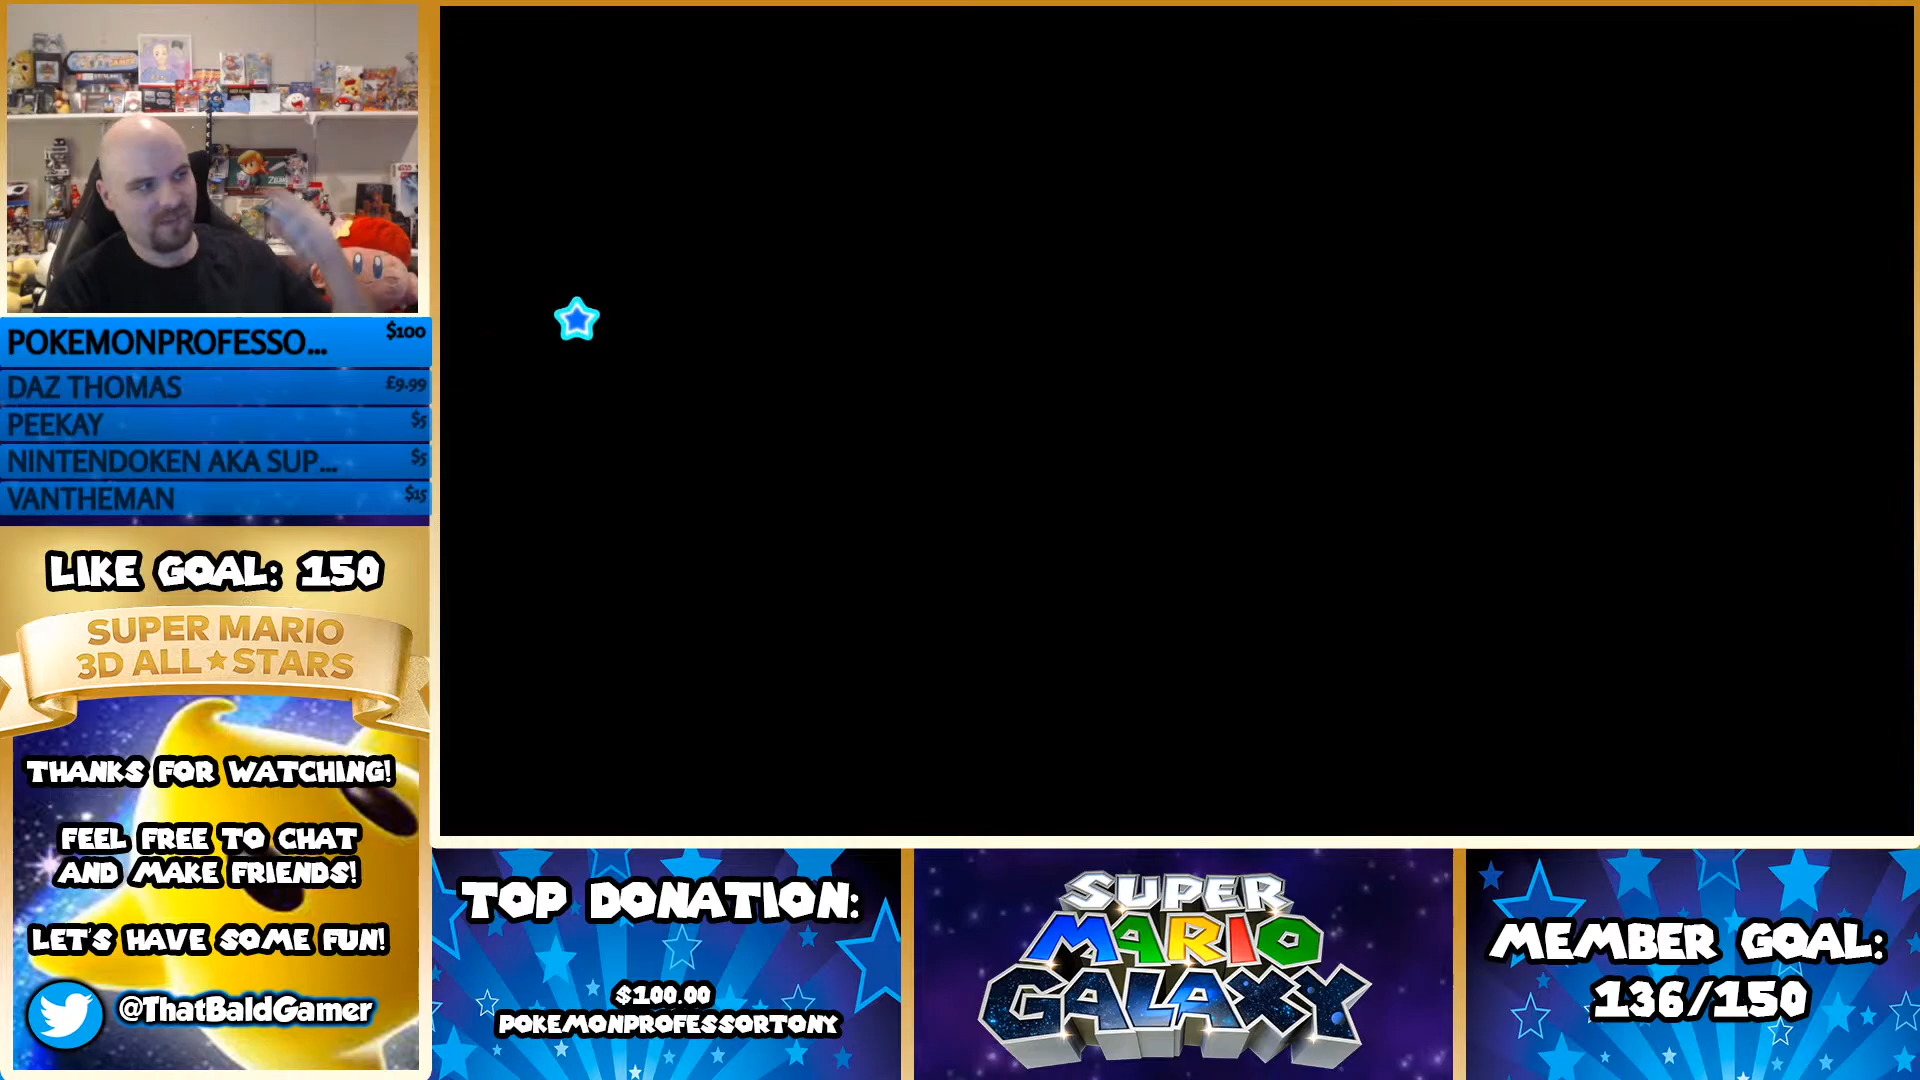 POKEMONPROFESSO... $100
DAZ THOMAS £9.99
PEEKAY $5
NINTENDOKEN AKA SUP... $5
VANTHEMAN $15
LIKE GOAL: 150
SUPER MARIO
3D ALL★STARS
THANKS FOR WATCHING!
FEEL FREE TO CHAT
AND MAKE FRIENDS!
LET'S HAVE SOME FUN!
@ThatBaldGamer
TOP DONATION:
$100.00
POKEMONPROFESSORTONY
SUPER
MARIO
GALAXY
MEMBER GOAL:
136/150